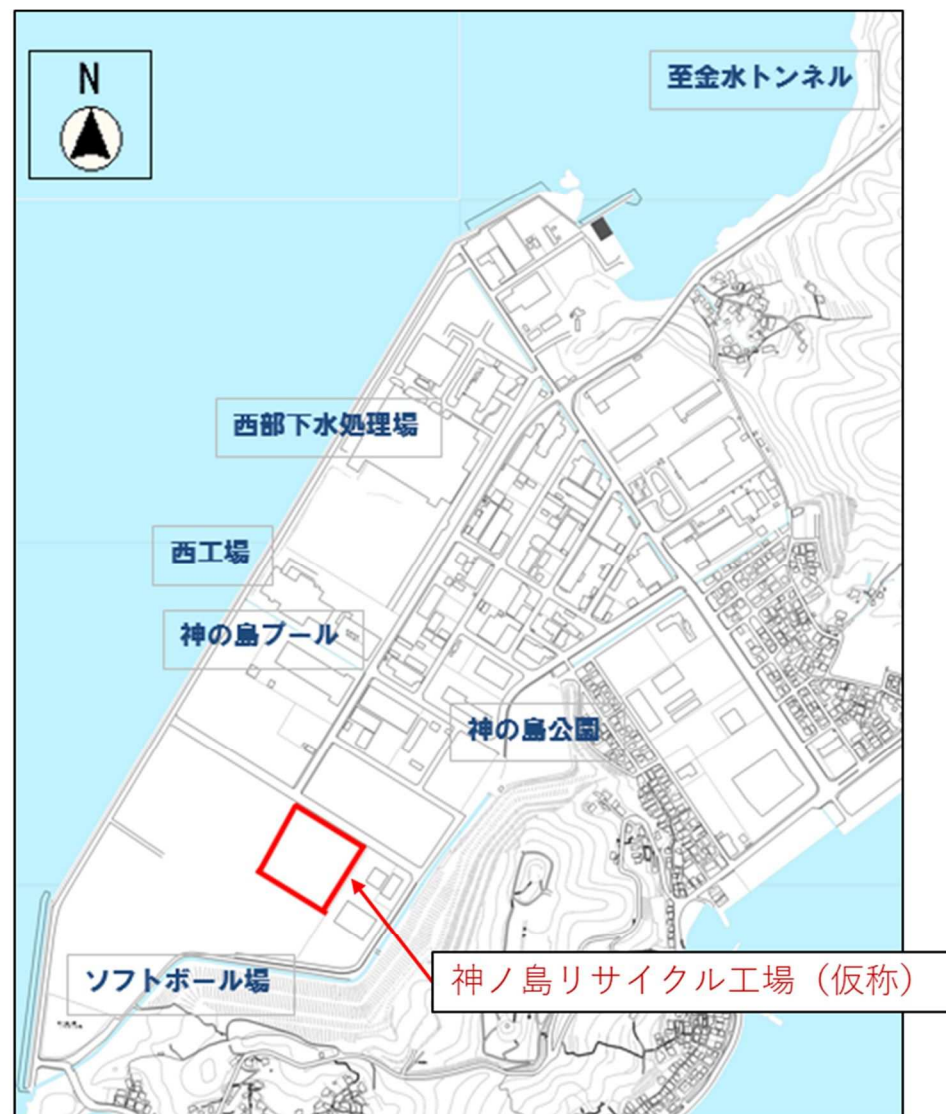 N
至金水トンネル
西部下水処理場
西工場
神の島プール
神の島公園
ソフトボール場
神ノ島リサイクル工場（仮称）